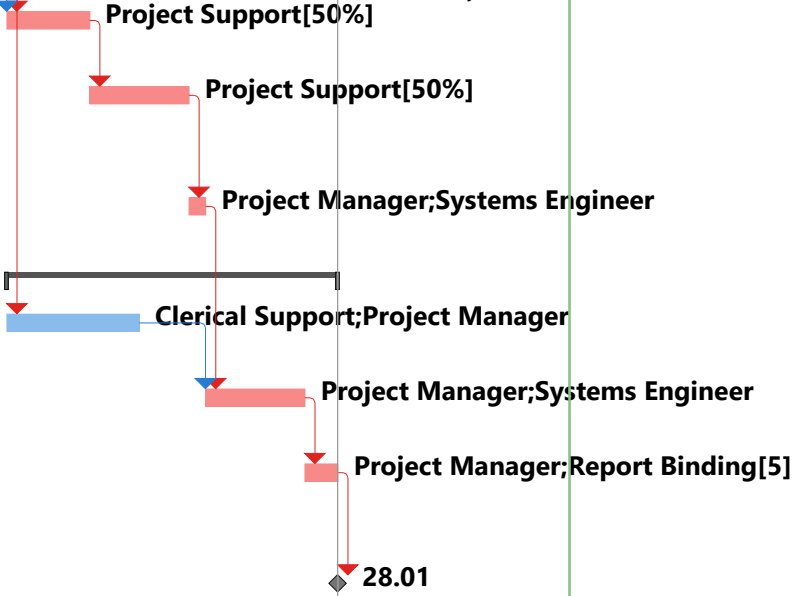 Project Support[50%]
Project Support[50%]
Project Manager;Systems Engineer
Clerical Support;Project Manager
Project Manager;Systems Engineer
Project Manager;Report Binding[5]
28.01